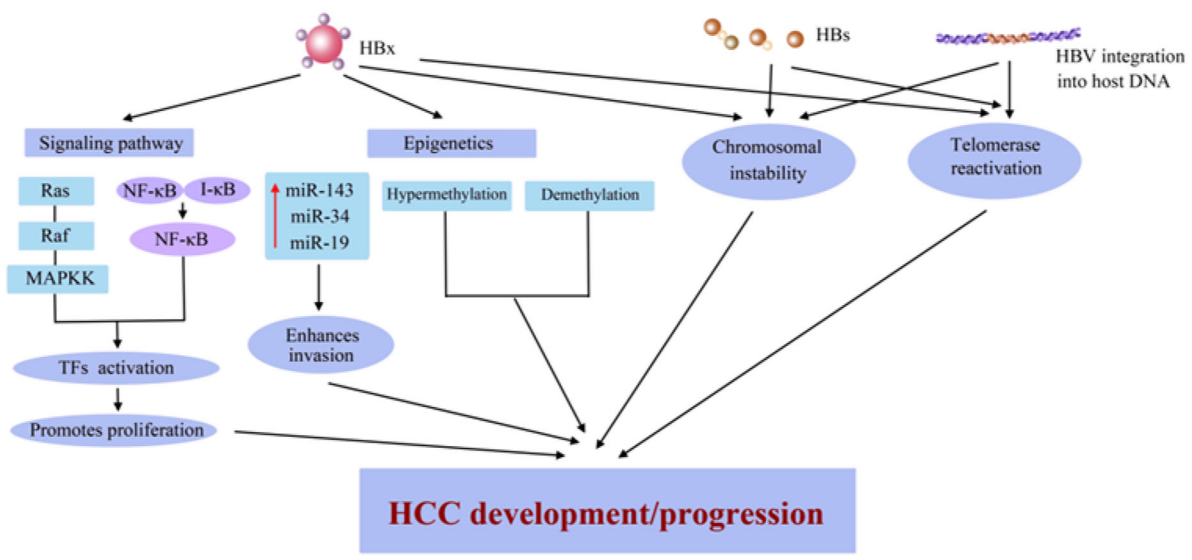 HBx
HBs
HBV integration
into host DNA
Signaling pathway
Epigenetics
Chromosomal
instability
Telomerase
reactivation
Ras
Raf
MAPKK
NF-κB
I-κB
NF-κB
miR-143
miR-34
miR-19
Hypermethylation
Demethylation
Enhances
invasion
TFs activation
Promotes proliferation
HCC development/progression